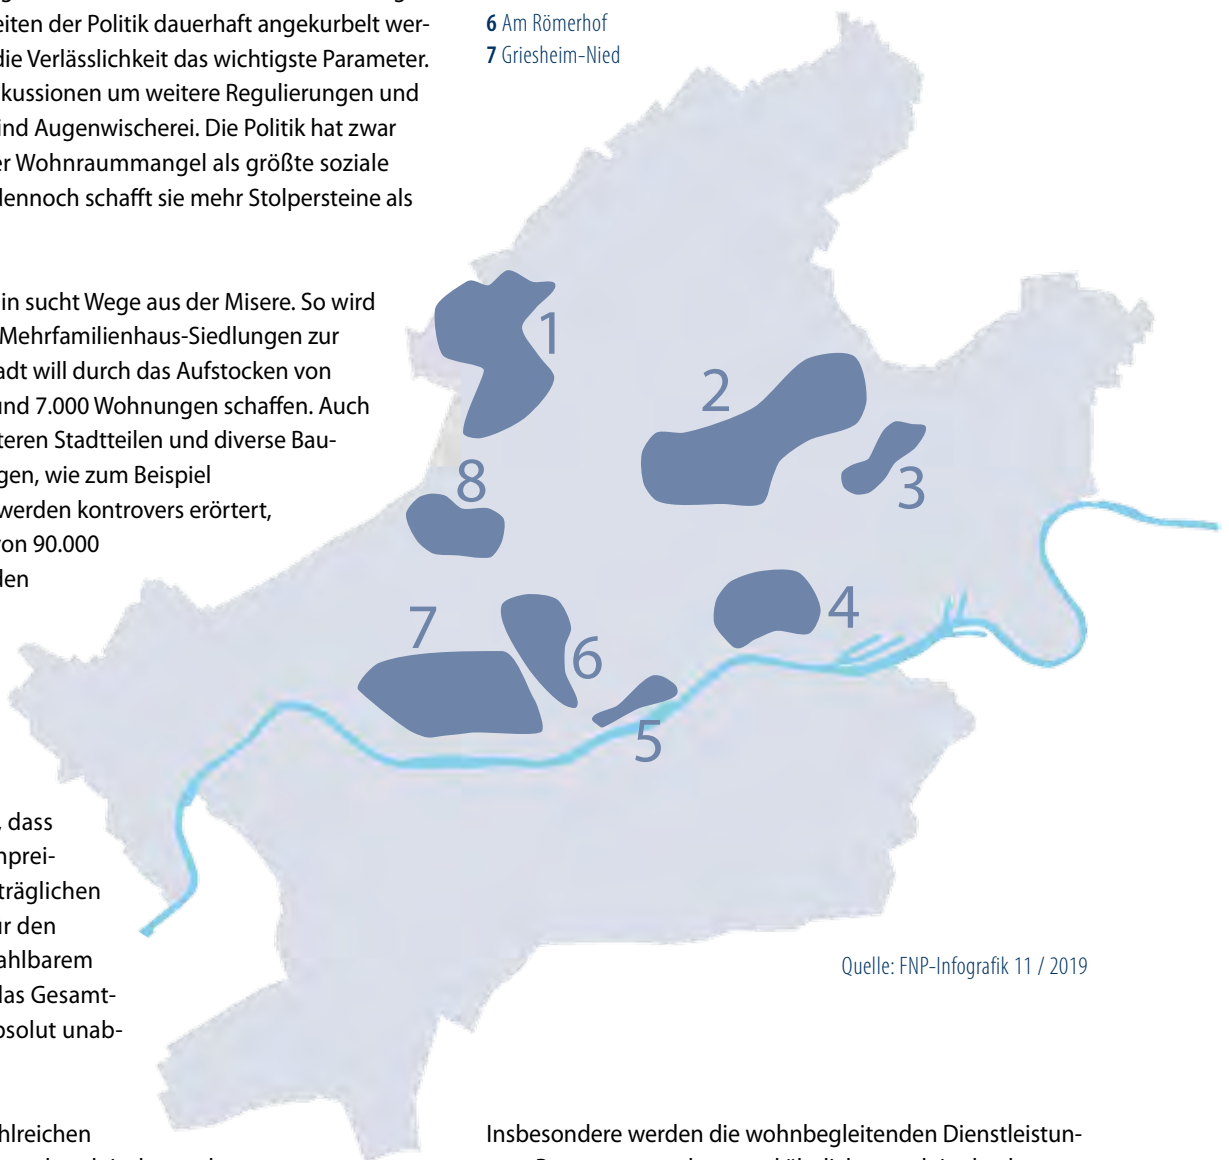 eiten der Politik dauerhaft angekurbelt wer-
die Verlässlichkeit das wichtigste Parameter.
kussionen um weitere Regulierungen und
ind Augenwischerei. Die Politik hat zwar
er Wohnraummangel als größte soziale
dennoch schafft sie mehr Stolpersteine als
in sucht Wege aus der Misere. So wird
Mehrfamilienhaus-Siedlungen zur
adt will durch das Aufstocken von
und 7.000 Wohnungen schaffen. Auch
teren Stadtteilen und diverse Bau-
gen, wie zum Beispiel
werden kontrovers erörtert,
von 90.000
den
, dass
nprei-
träglichen
ur den
ahlbarem
das Gesamt-
bsolut unab-
hlreichen
6 Am Römerhof
7 Griesheim-Nied
1
2
3
8
4
7
6
5
Quelle: FNP-Infografik 11 / 2019
Insbesondere werden die wohnbegleitenden Dienstleistun-